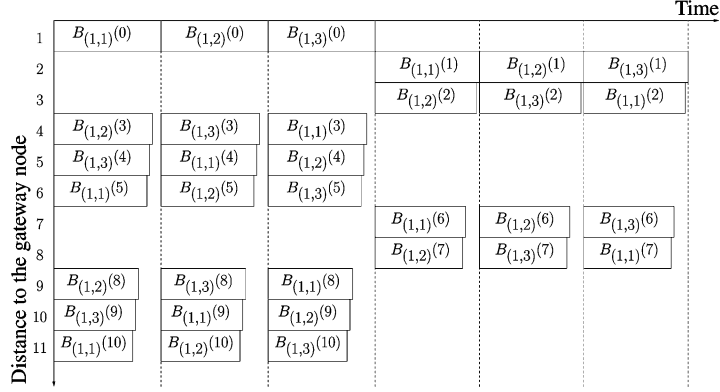 Time
1 B(1,1)(0) B(1,2)(0) B(1,3)(0)
2 B(1,1)(1) B(1,2)(1) B(1,3)(1)
3 B(1,2)(2) B(1,3)(2) B(1,1)(2)
4 B(1,2)(3) B(1,3)(3) B(1,1)(3)
5 B(1,3)(4) B(1,1)(4) B(1,2)(4)
6 B(1,1)(5) B(1,2)(5) B(1,3)(5)
7 B(1,1)(6) B(1,2)(6) B(1,3)(6)
8 B(1,2)(7) B(1,3)(7) B(1,1)(7)
9 B(1,2)(8) B(1,3)(8) B(1,1)(8)
10 B(1,3)(9) B(1,1)(9) B(1,2)(9)
11 B(1,1)(10) B(1,2)(10) B(1,3)(10)
Distance to the gateway node